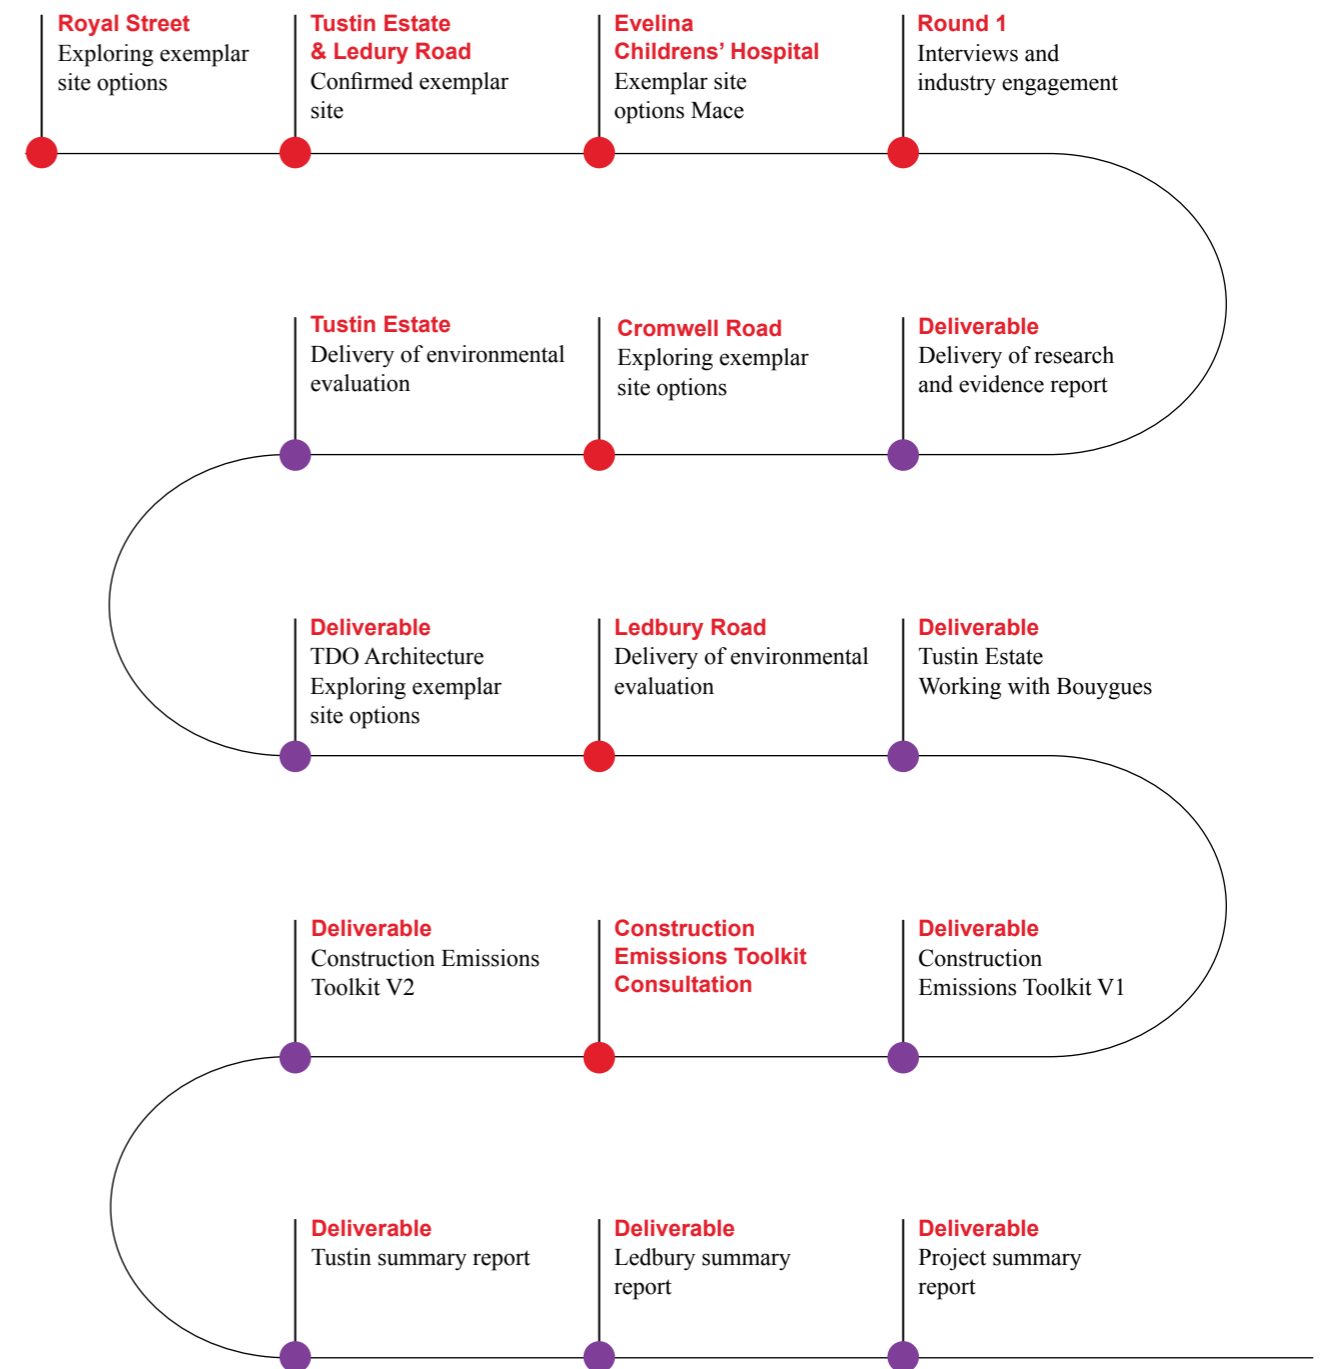 Royal Street
Exploring exemplar
site options
Tustin Estate
& Ledury Road
Confirmed exemplar
site
Evelina
Childrens’ Hospital
Exemplar site
options Mace
Round 1
Interviews and
industry engagement
Tustin Estate
Delivery of environmental
evaluation
Cromwell Road
Exploring exemplar
site options
Deliverable
Delivery of research
and evidence report
Deliverable
TDO Architecture
Exploring exemplar
site options
Ledbury Road
Delivery of environmental
evaluation
Deliverable
Tustin Estate
Working with Bouygues
Deliverable
Construction Emissions
Toolkit V2
Construction
Emissions Toolkit
Consultation
Deliverable
Construction
Emissions Toolkit V1
Deliverable
Tustin summary report
Deliverable
Ledbury summary
report
Deliverable
Project summary
report